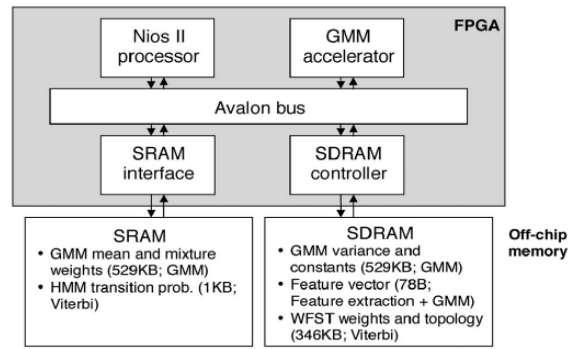 FPGA
Nios II
processor
GMM
accelerator
Avalon bus
SRAM
interface
SDRAM
controller
SRAM
• GMM mean and mixture
weights (529KB; GMM)
• HMM transition prob. (1KB;
Viterbi)
SDRAM
• GMM variance and
constants (529KB; GMM)
• Feature vector (78B;
Feature extraction + GMM)
• WFST weights and topology
(346KB; Viterbi)
Off-chip
memory